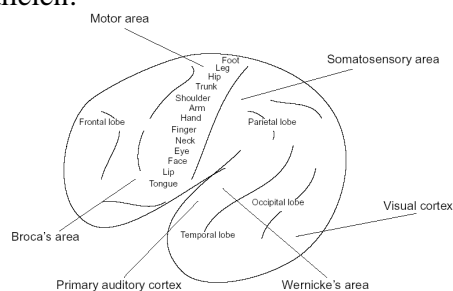 Motor area
Foot
Leg
Hip
Trunk
Shoulder
Arm
Hand
Finger
Neck
Eye
Face
Lip
Tongue
Somatosensory area
Frontal lobe
Parietal lobe
Occipital lobe
Visual cortex
Broca's area
Temporal lobe
Primary auditory cortex
Wernicke's area